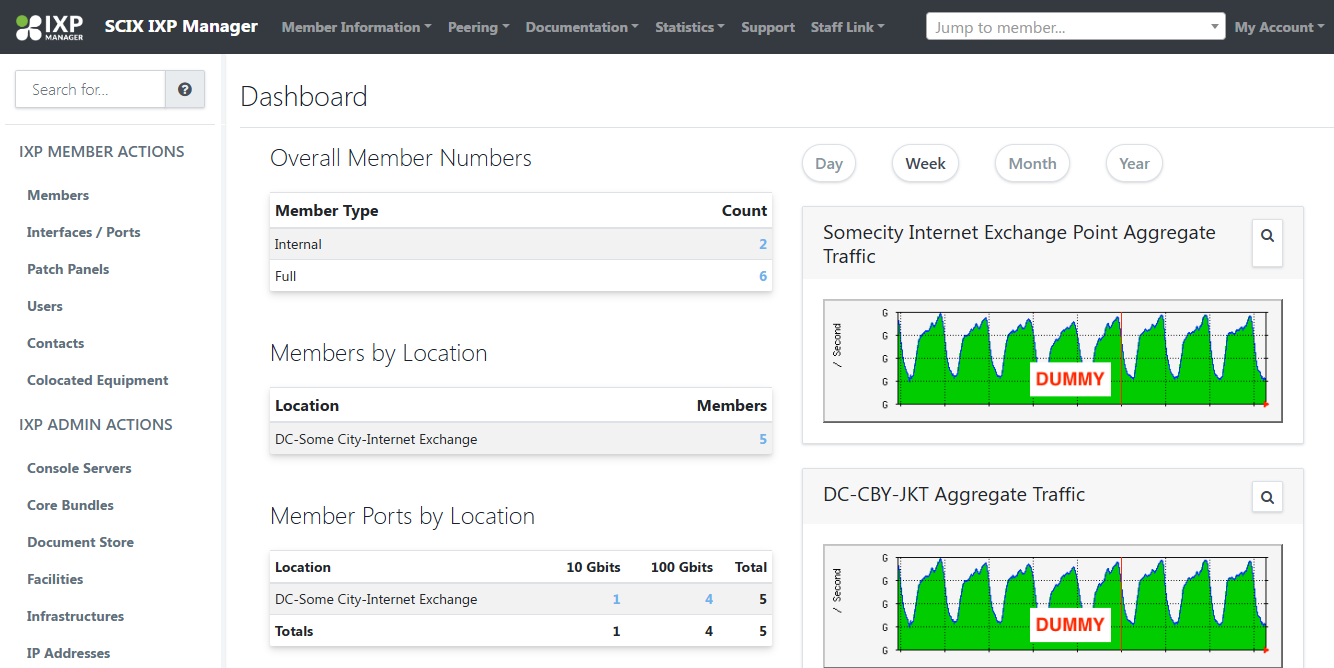 IXP MANAGER SCIX IXP Manager Member Information Peering Documentation Statistics Support Staff Link Jump to member... My Account
Search for...
?
IXP MEMBER ACTIONS
Members
Interfaces / Ports
Patch Panels
Users
Contacts
Colocated Equipment
IXP ADMIN ACTIONS
Console Servers
Core Bundles
Document Store
Facilities
Infrastructures
IP Addresses
Dashboard
Overall Member Numbers
Member Type Count
Internal 2
Full 6
Members by Location
Location Members
DC-Some City-Internet Exchange 5
Member Ports by Location
Location 10 Gbits 100 Gbits Total
DC-Some City-Internet Exchange 1 4 5
Totals 1 4 5
Day Week Month Year
Somecity Internet Exchange Point Aggregate
Traffic
/ Second
G
G
G
G
G
DUMMY
DC-CBY-JKT Aggregate Traffic
/ Second
G
G
G
G
G
DUMMY